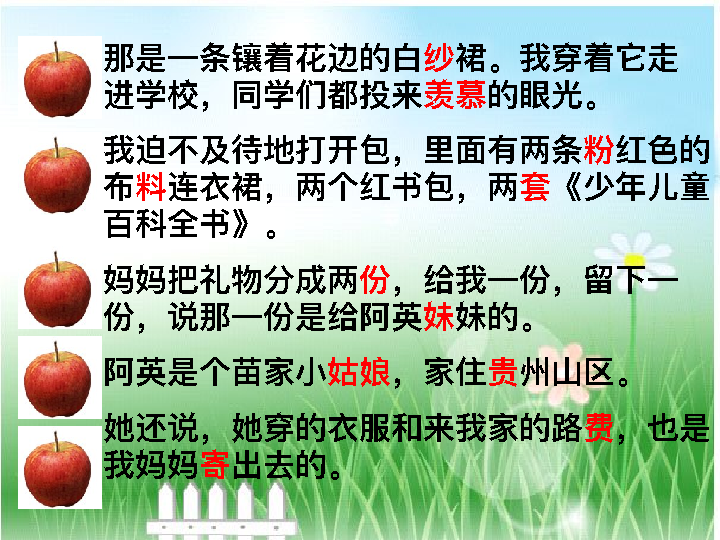 那是一条镶着花边的白纱裙。我穿着它走
进学校，同学们都投来羡慕的眼光。
我迫不及待地打开包，里面有两条粉红色的
布料连衣裙，两个红书包，两套《少年儿童
百科全书》。
妈妈把礼物分成两份，给我一份，留下一
份，说那一份是给阿英妹妹的。
阿英是个苗家小姑娘，家住贵州山区。
她还说，她穿的衣服和来我家的路费，也是
我妈妈寄出去的。